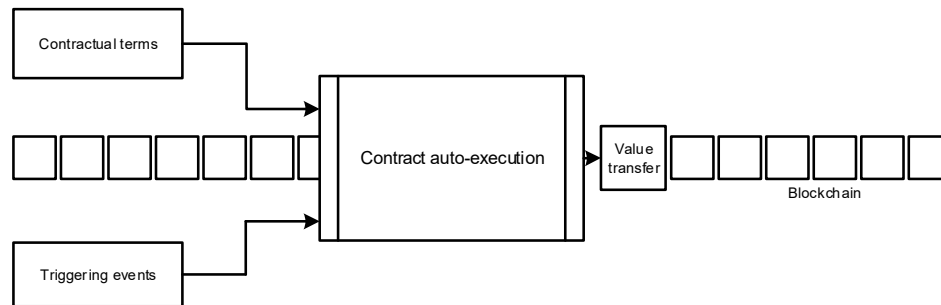 Contractual terms
Contract auto-execution
Value
transfer
Blockchain
Triggering events